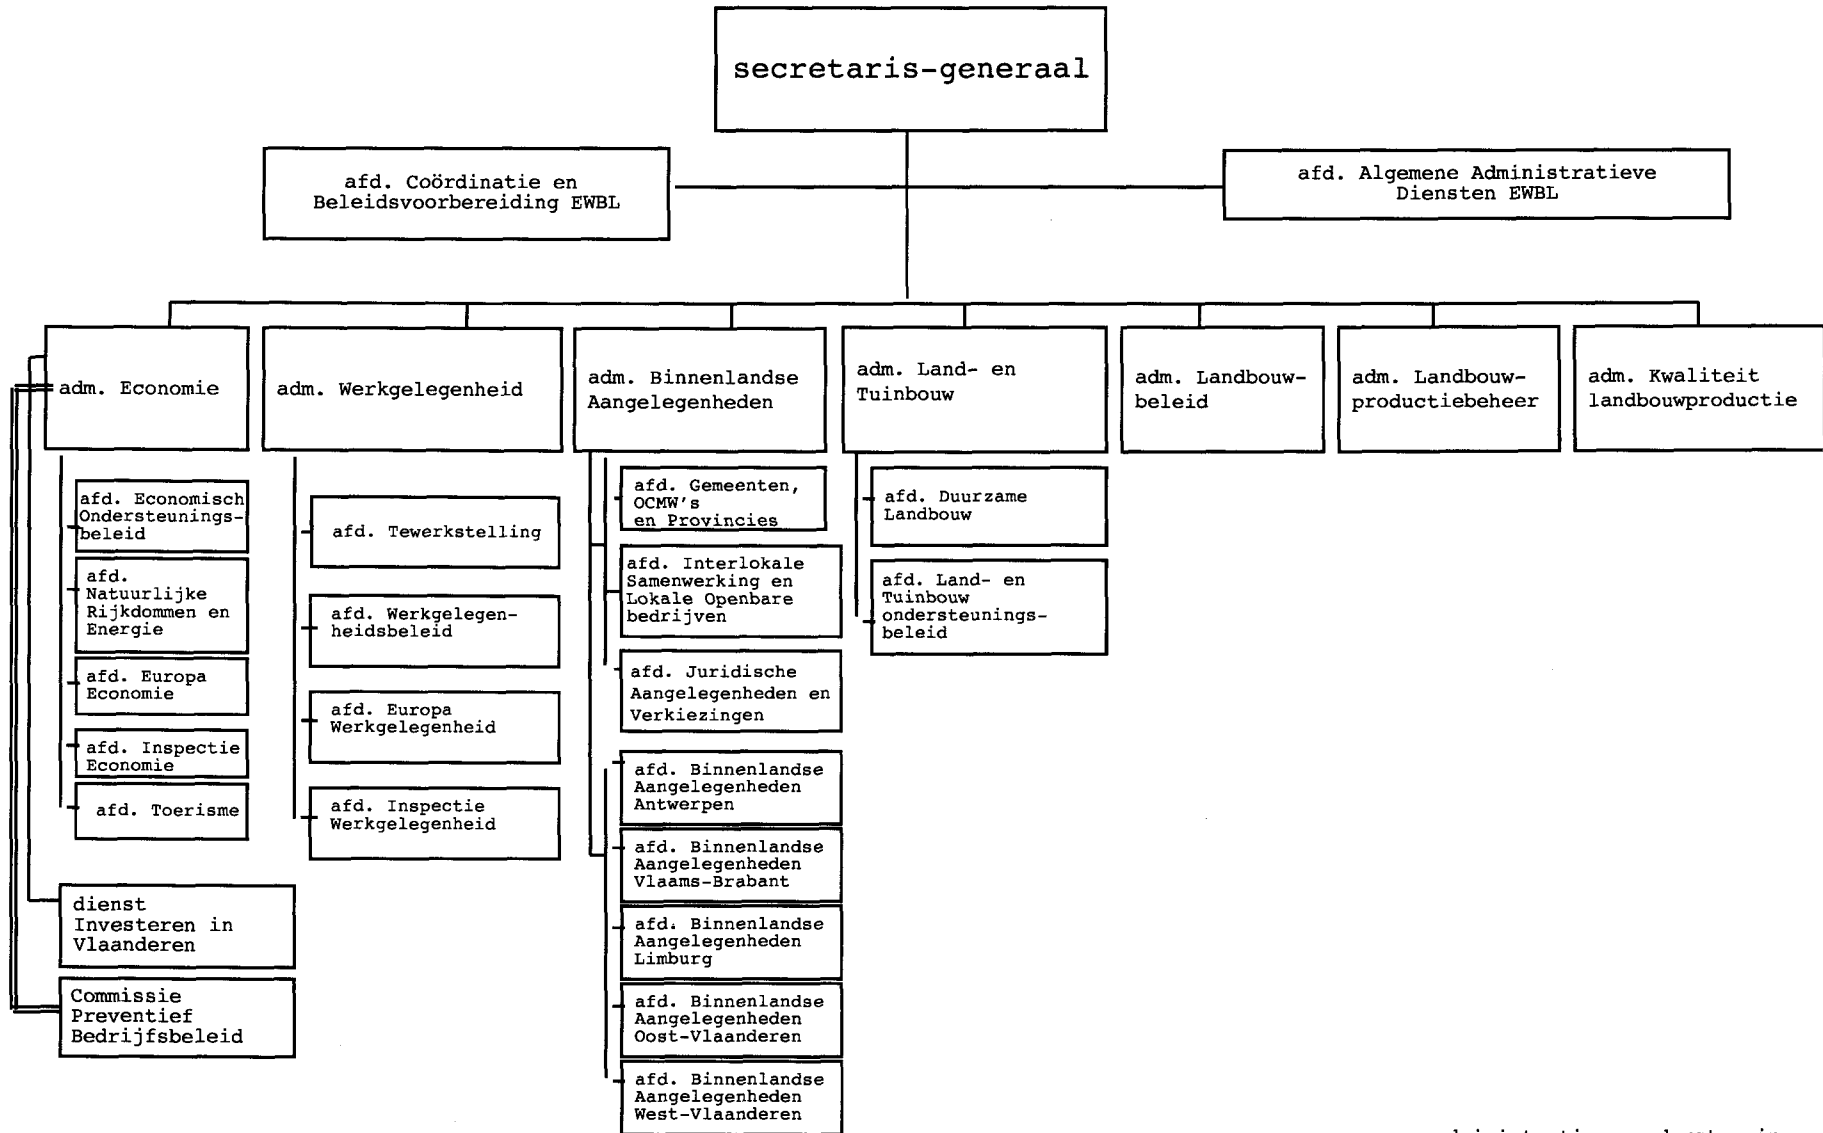 secretaris-generaal
afd. Coördinatie en
Beleidsvoorbereiding EWBL
afd. Algemene Administratieve
Diensten EWBL
adm. Economie
adm. Werkgelegenheid
adm. Binnenlandse
Aangelegenheden
adm. Land- en
Tuinbouw
adm. Landbouw-
beleid
adm. Landbouw-
productiebeheer
adm. Kwaliteit
landbouwproductie
afd. Economisch
Ondersteunings-
beleid
afd.
Natuurlijke
Rijkdommen en
Energie
afd. Europa
Economie
afd. Inspectie
Economie
afd. Toerisme
dienst
Investeren in
Vlaanderen
Commissie
Preventief
Bedrijfsbeleid
afd. Tewerkstelling
afd. Werkgelegen-
heidsbeleid
afd. Europa
Werkgelegenheid
afd. Inspectie
Werkgelegenheid
afd. Gemeenten,
OCMW's
en Provincies
afd. Interlokale
Samenwerking en
Lokale Openbare
bedrijven
afd. Juridische
Aangelegenheden en
Verkiezingen
afd. Binnenlandse
Aangelegenheden
Antwerpen
afd. Binnenlandse
Aangelegenheden
Vlaams-Brabant
afd. Binnenlandse
Aangelegenheden
Limburg
afd. Binnenlandse
Aangelegenheden
Oost-Vlaanderen
afd. Binnenlandse
Aangelegenheden
West-Vlaanderen
afd. Duurzame
Landbouw
afd. Land- en
Tuinbouw
ondersteunings-
beleid